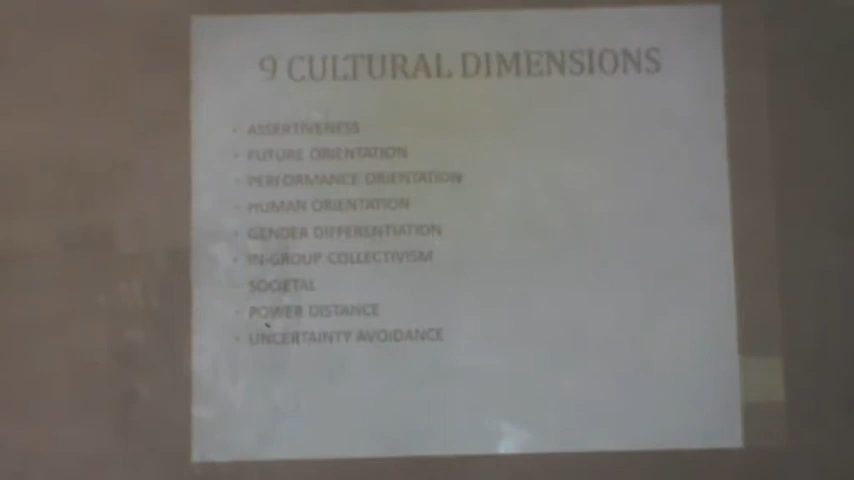 9 CULTURAL DIMENSIONS
• ASSERTIVENESS
• FUTURE ORIENTATION
• PERFORMANCE ORIENTATION
• HUMAN ORIENTATION
• GENDER DIFFERENTIATION
• IN-GROUP COLLECTIVISM
• SOCIETAL
• POWER DISTANCE
• UNCERTAINTY AVOIDANCE